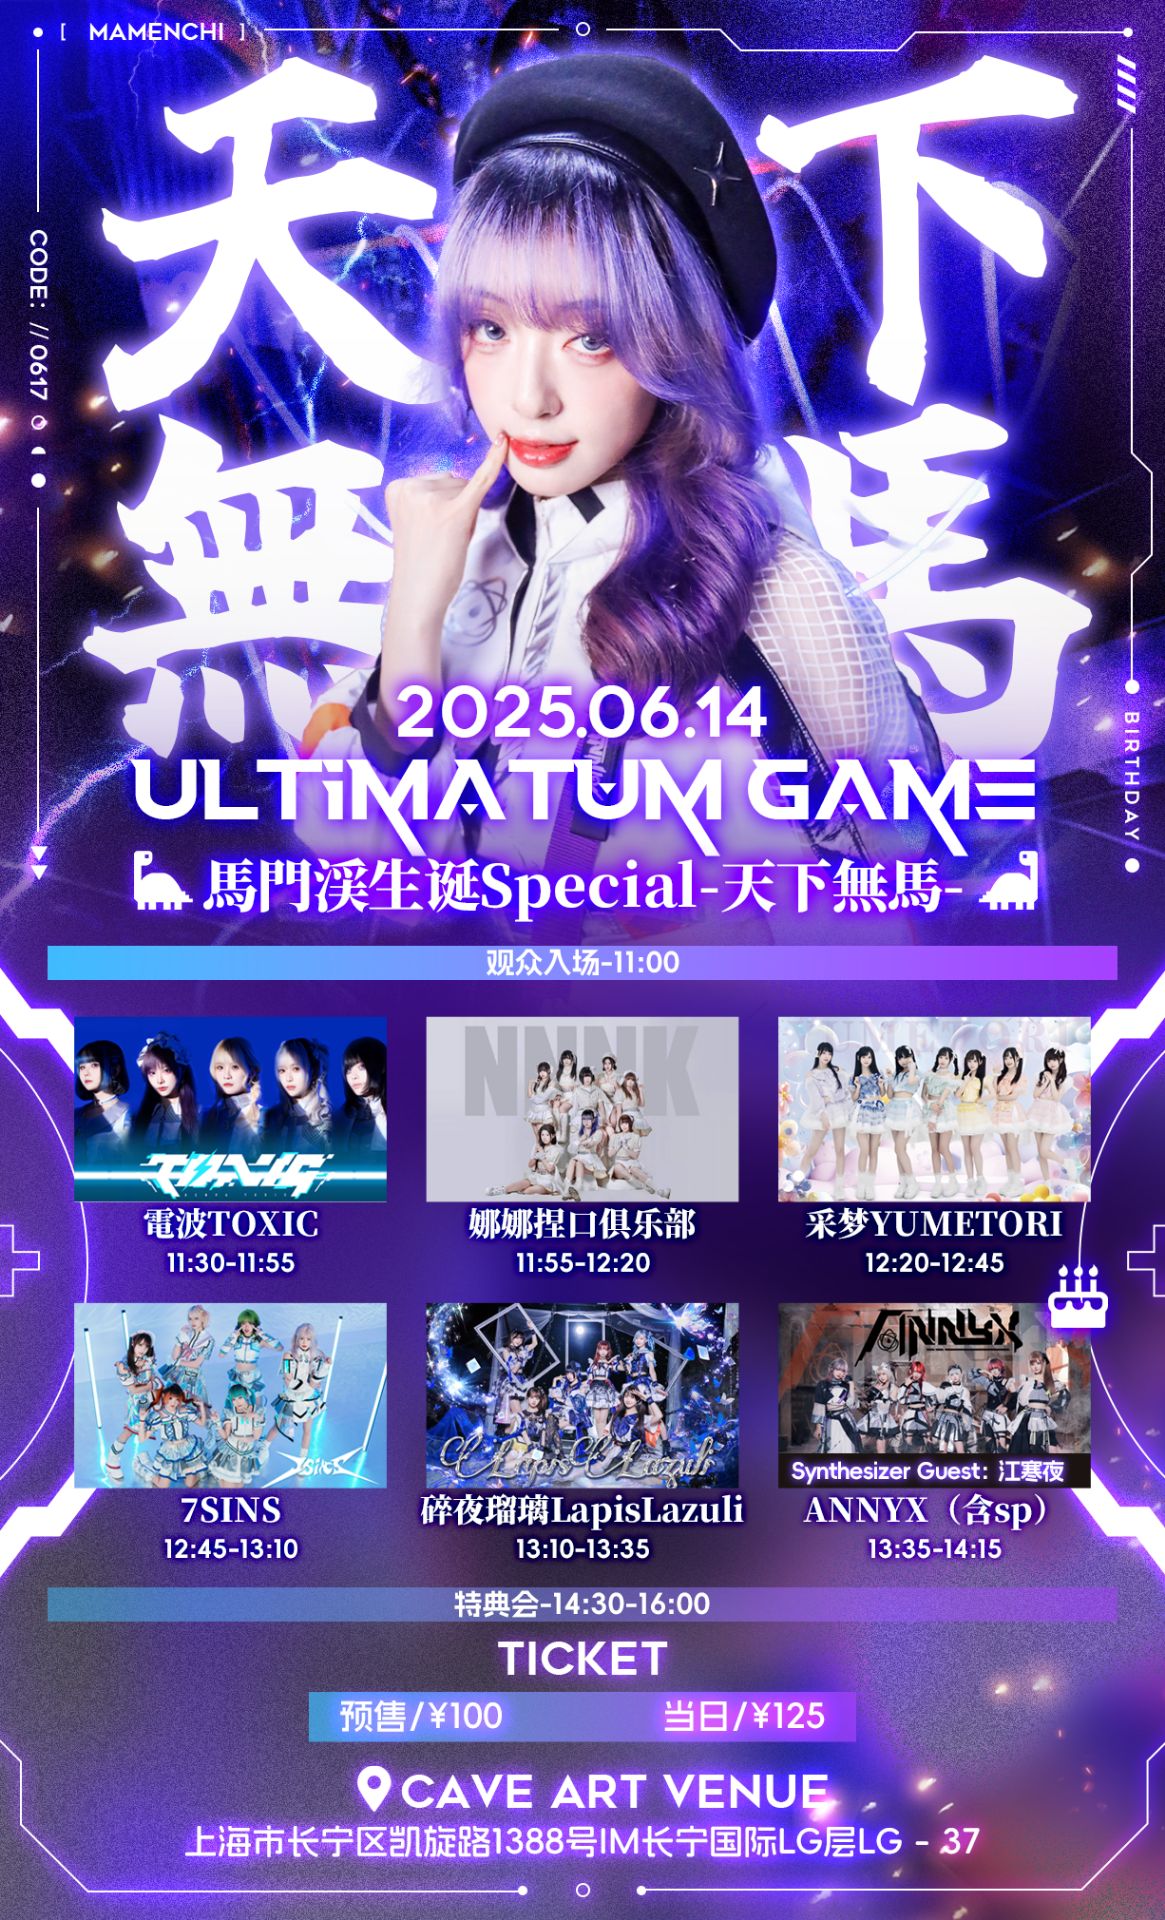 [ MAMENCHI ]
天下
無馬
CODE: //0617
BIRTHDAY
2025.06.14
ULTiMATUM GAME
馬門渓生诞Special-天下無馬-
观众入场-11:00
NNNK
YUMETORI
電波TOXIC
11:30-11:55
娜娜捏口俱乐部
11:55-12:20
采梦YUMETORI
12:20-12:45
7SINS
Lapis Lazuli
ANNYX
Synthesizer Guest: 江寒夜
7SINS
12:45-13:10
碎夜瑠璃LapisLazuli
13:10-13:35
ANNYX（含sp）
13:35-14:15
特典会-14:30-16:00
TICKET
预售/¥100
当日/¥125
CAVE ART VENUE
上海市长宁区凯旋路1388号IM长宁国际LG层LG - 37